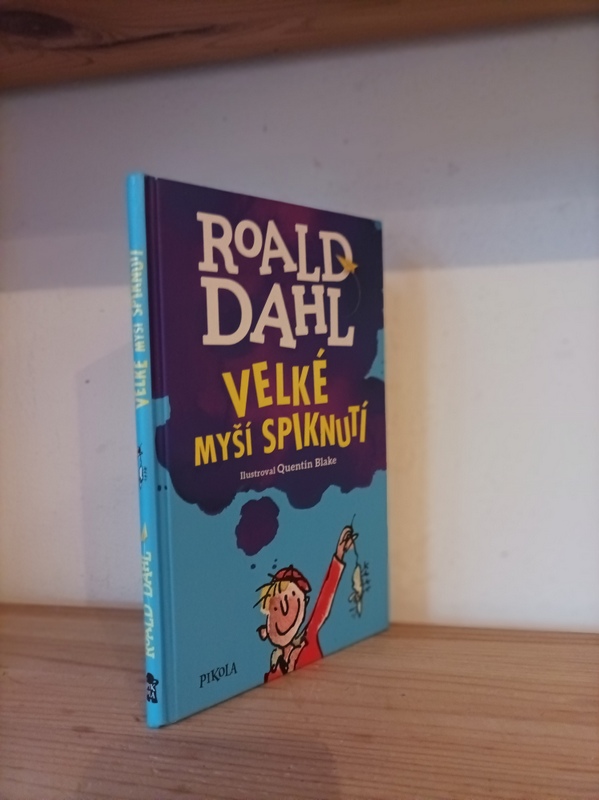 ROALD
DAHL
VELKÉ
MYŠÍ SPIKNUTÍ
Ilustroval Quentin Blake
PIKOLA
ROALD DAHL
VELKÉ MYŠÍ SPIKNUTÍ